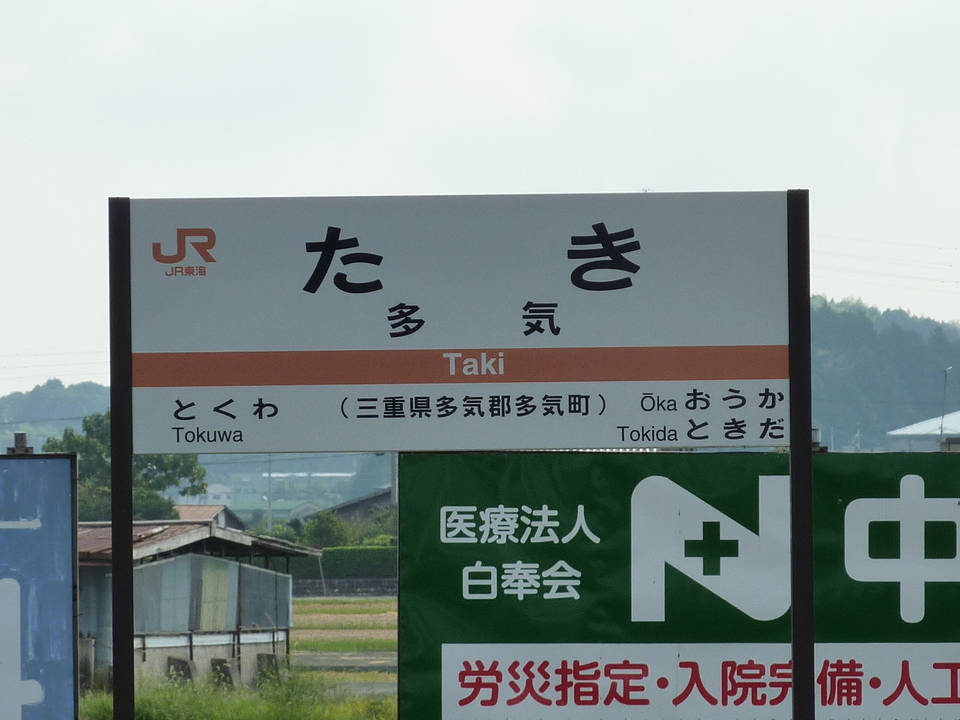 JR
JR東海
たき
多気
Taki
とくわ
Tokuwa
（三重県多気郡多気町）
Ōka おうか
Tokida ときだ
医療法人
白奉会
中
労災指定・入院完備・人工